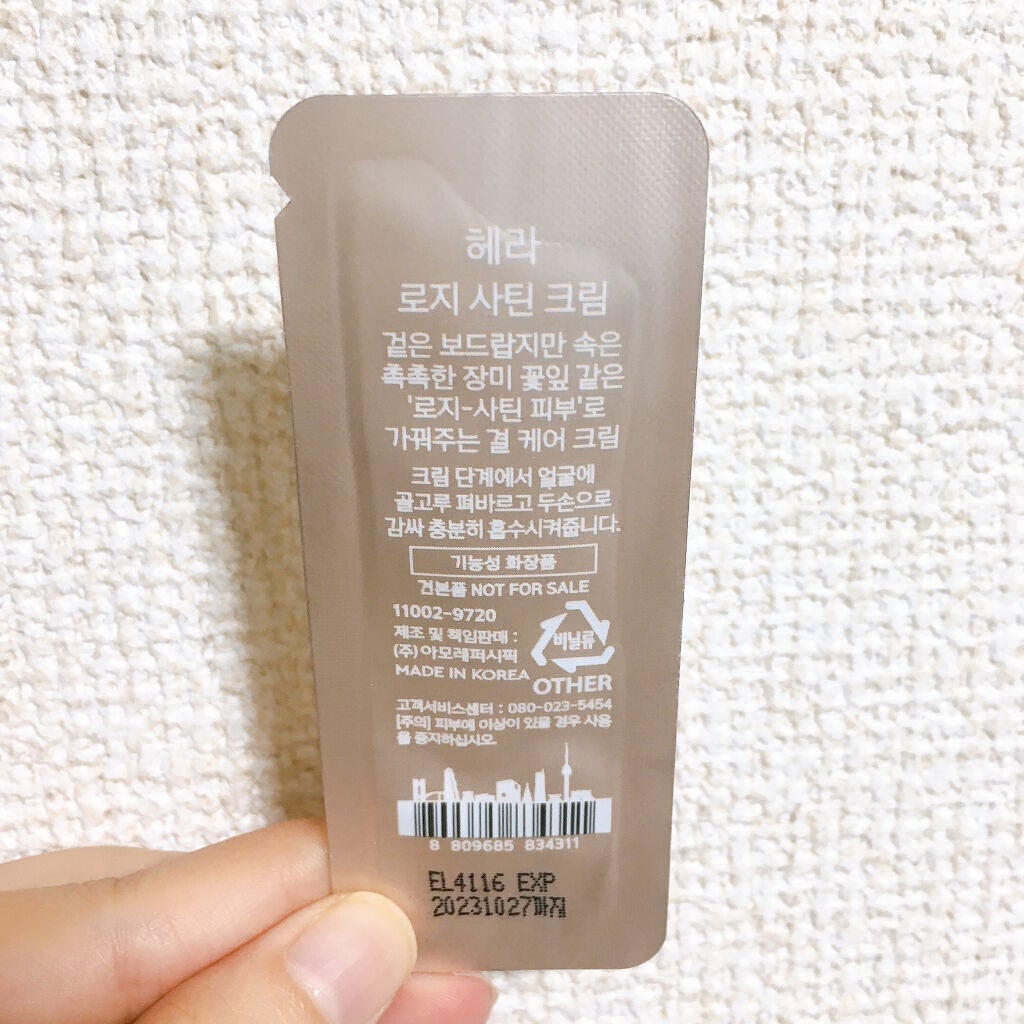 헤라
로지 사틴 크림
겉은 보드랍지만 속은
촉촉한 장미 꽃잎 같은
'로지-사틴 피부'로
가꿔주는 결 케어 크림
크림 단계에서 얼굴에
골고루 펴바르고 두손으로
감싸 충분히 흡수시켜줍니다.
기능성 화장품
견본품 NOT FOR SALE
11002-9720
제조 및 책임판매 :
(주) 아모레퍼시픽
MADE IN KOREA
비닐류
OTHER
고객서비스센터 : 080-023-5454
[주의] 피부에 이상이 있을 경우 사용
을 중지하십시오.
8 809685 834311
EL4116 EXP
20231027까지